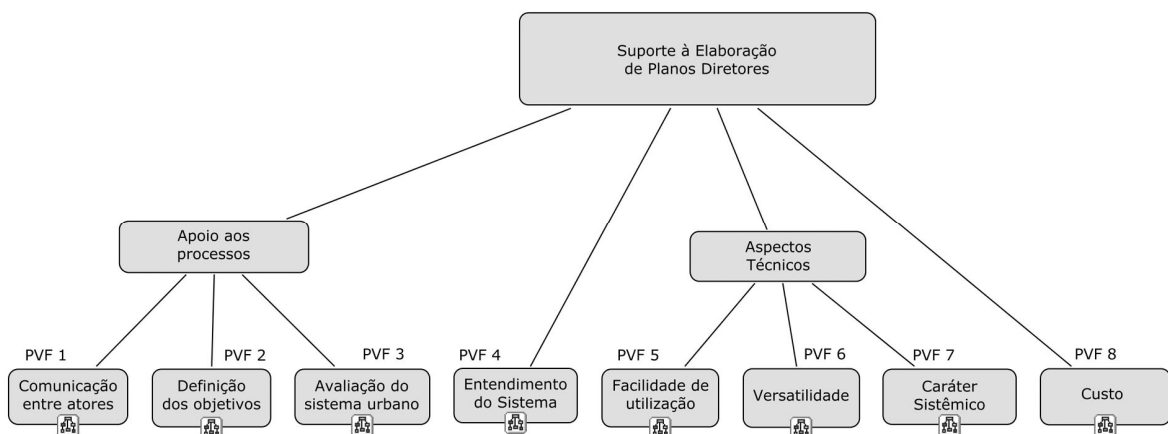 Suporte à Elaboração
de Planos Diretores
Apoio aos
processos
Aspectos
Técnicos
PVF 1
PVF 2
PVF 3
PVF 4
PVF 5
PVF 6
PVF 7
PVF 8
Comunicação
entre atores
Definição
dos objetivos
Avaliação do
sistema urbano
Entendimento
do Sistema
Facilidade de
utilização
Versatilidade
Caráter
Sistêmico
Custo